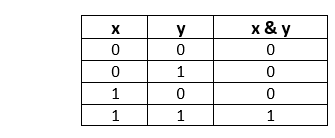 x y x & y
0 0 0
0 1 0
1 0 0
1 1 1